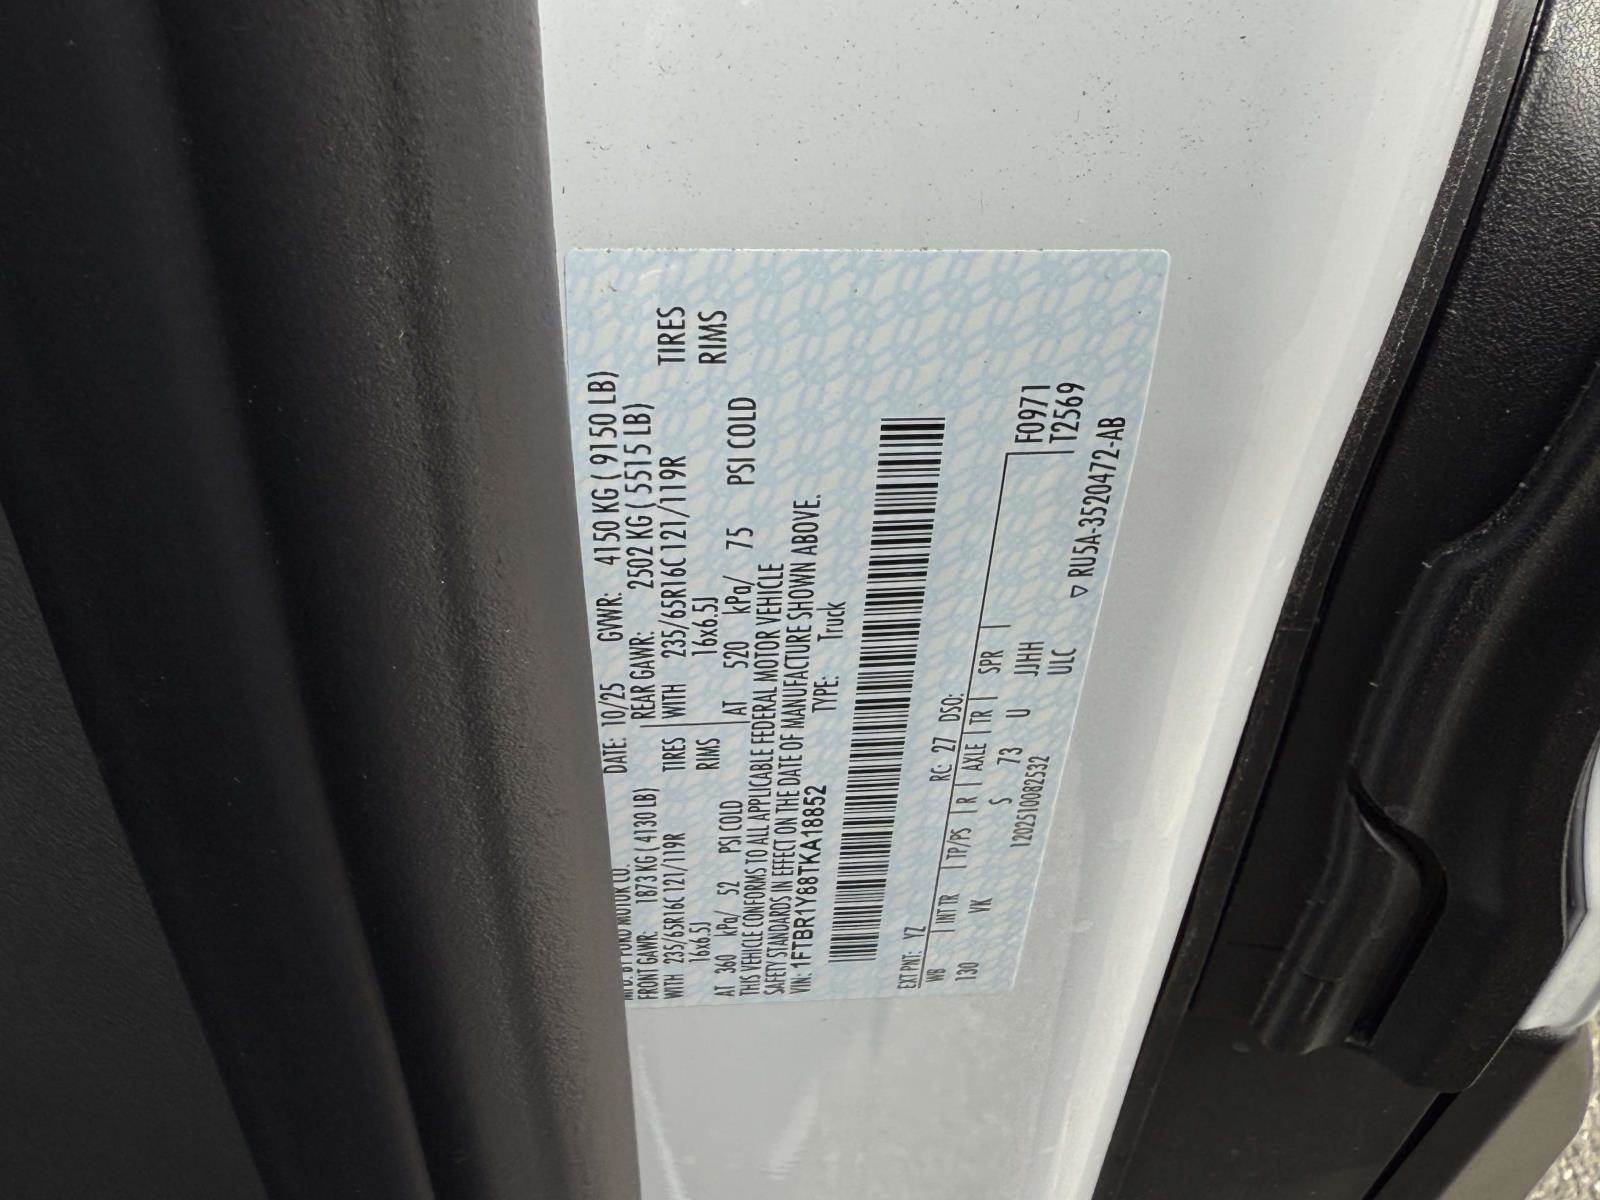 MFD. BY FORD MOTOR CO.
DATE: 10/25 GVWR: 4150 KG ( 9150 LB)
FRONT GAWR: 1873 KG ( 4130 LB) REAR GAWR: 2502 KG ( 5515 LB)
WITH 235/65R16C 121/119R TIRES WITH 235/65R16C 121/119R TIRES
16x6.5J RIMS 16x6.5J RIMS
AT 360 kPa/ 52 PSI COLD AT 520 kPa/ 75 PSI COLD
THIS VEHICLE CONFORMS TO ALL APPLICABLE FEDERAL MOTOR VEHICLE
SAFETY STANDARDS IN EFFECT ON THE DATE OF MANUFACTURE SHOWN ABOVE.
VIN: 1FTBR1Y88TKA18852 TYPE: Truck
EXT PNT: YZ RC: 27 DSO:
WB INT TR TP/PS R AXLE TR SPR F0971
130 VK S 73 U JJHH T2569
1202510082532 ULC
▽ RU5A-3520472-AB